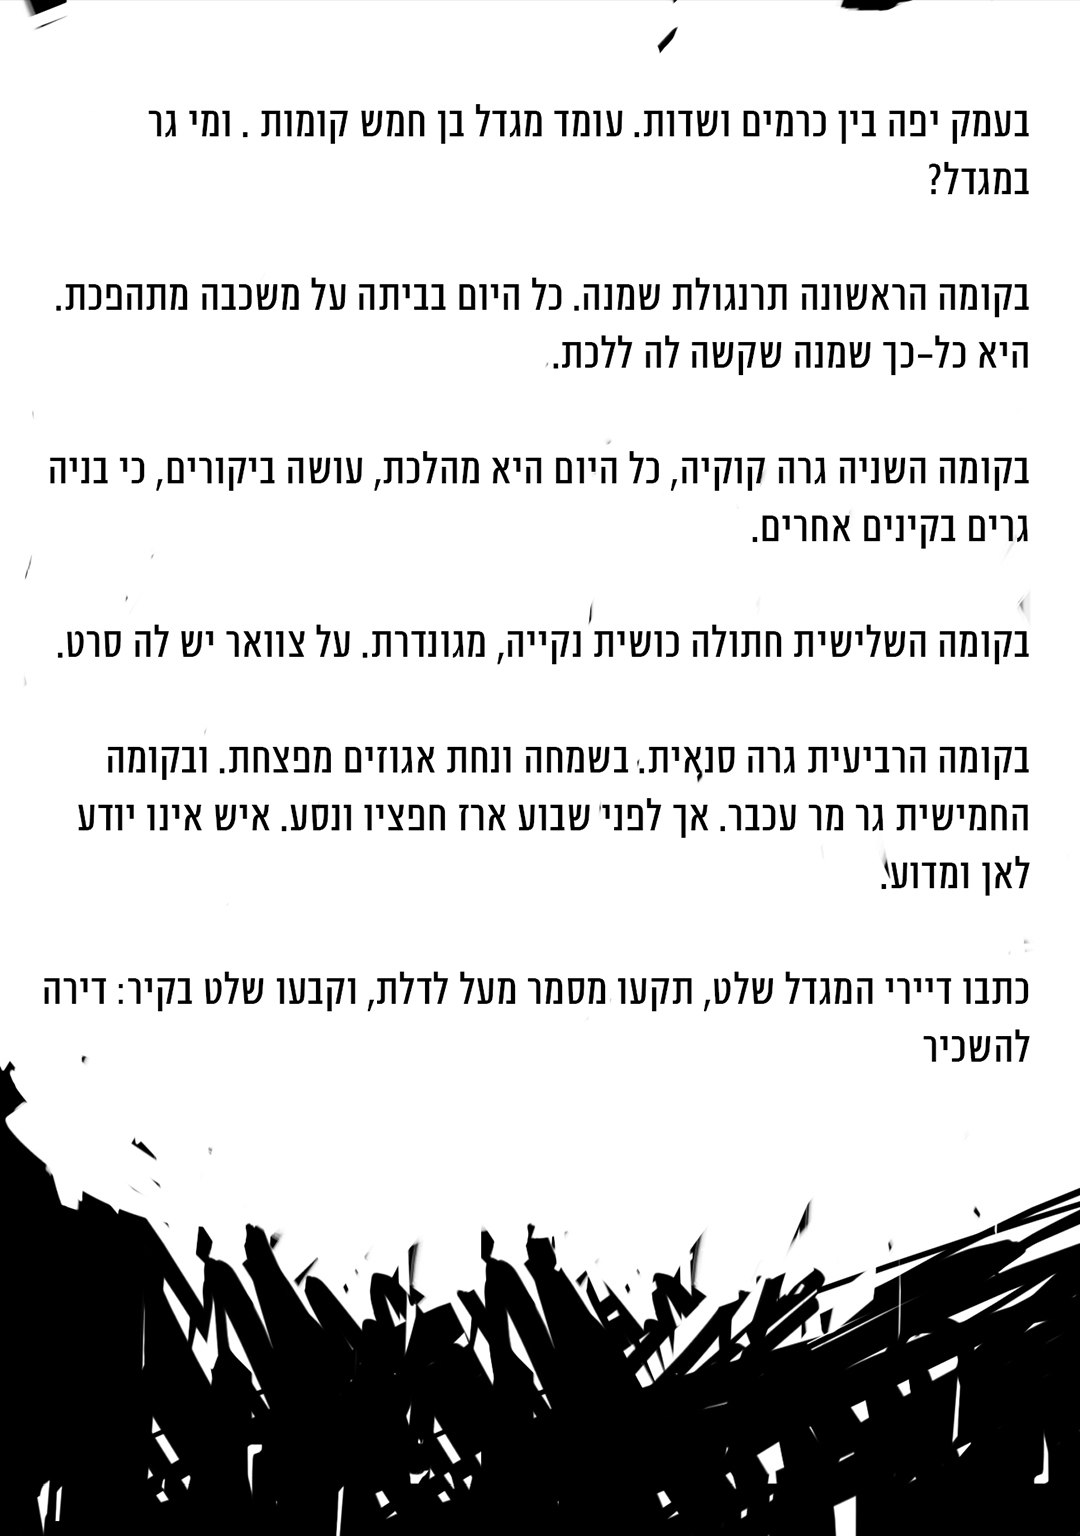 בעמק יפה בין כרמים ושדות. עומד מגדל בן חמש קומות . ומי גר
במגדל?
בקומה הראשונה תרנגולת שמנה. כל היום בביתה על משכבה מתהפכת.
היא כל-כך שמנה שקשה לה ללכת.
בקומה השניה גרה קוקיה, כל היום היא מהלכת, עושה ביקורים, כי בניה
גרים בקינים אחרים.
בקומה השלישית חתולה כושית נקייה, מגונדרת. על צוואר יש לה סרט.
בקומה הרביעית גרה סנאית. בשמחה ונחת אגוזים מפצחת. ובקומה
החמישית גר מר עכבר. אך לפני שבוע ארז חפציו ונסע. איש אינו יודע
לאן ומדוע.
כתבו דיירי המגדל שלט, תקעו מסמר מעל לדלת, וקבעו שלט בקיר: דירה
להשכיר